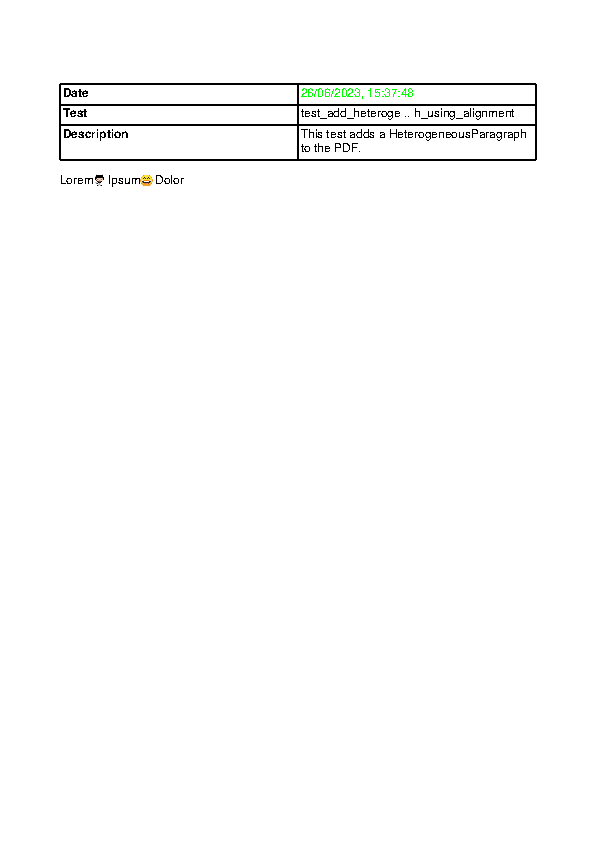 Date 26/06/2023, 15:37:48
Test test_add_heteroge .. h_using_alignment
Description This test adds a HeterogeneousParagraph
to the PDF.
Lorem Ipsum😄 Dolor